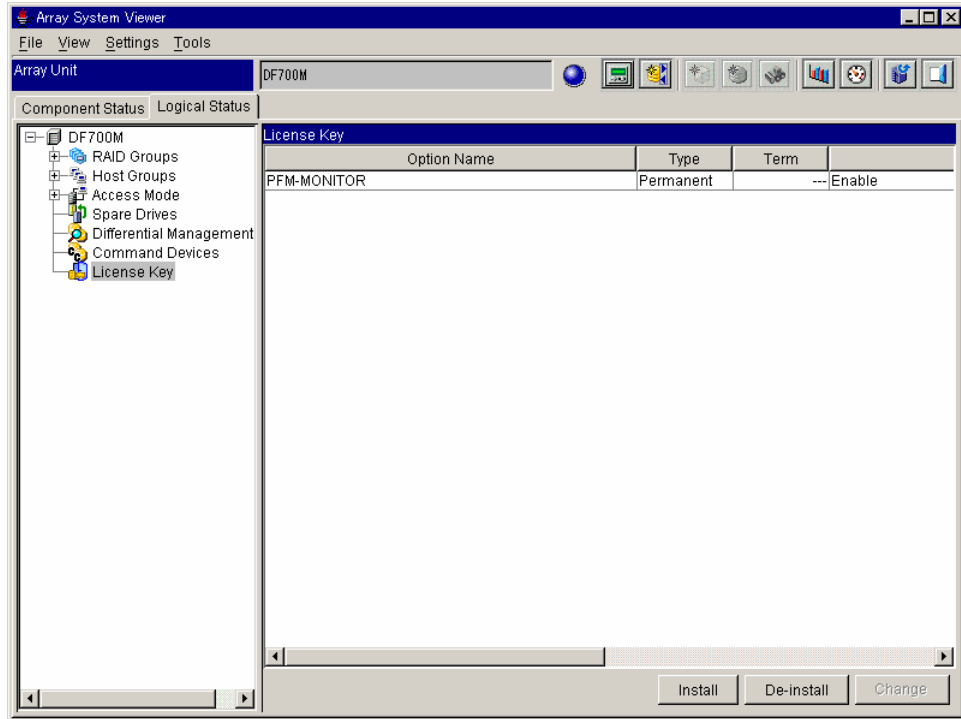 Array System Viewer
File View Settings Tools
Array Unit
DF700M
Component Status Logical Status
DF700M
RAID Groups
Host Groups
Access Mode
Spare Drives
Differential Management
Command Devices
License Key
License Key
Option Name Type Term
PFM-MONITOR Permanent --- Enable
Install De-install Change